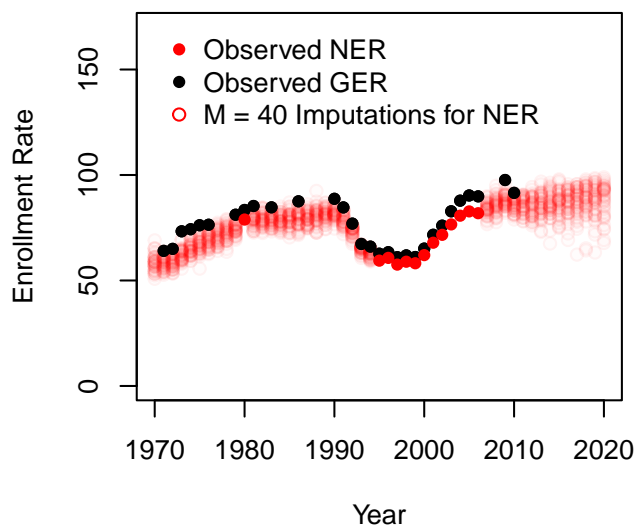 Observed NER
Observed GER
M = 40 Imputations for NER
Enrollment Rate
150
100
50
0
1970 1980 1990 2000 2010 2020
Year